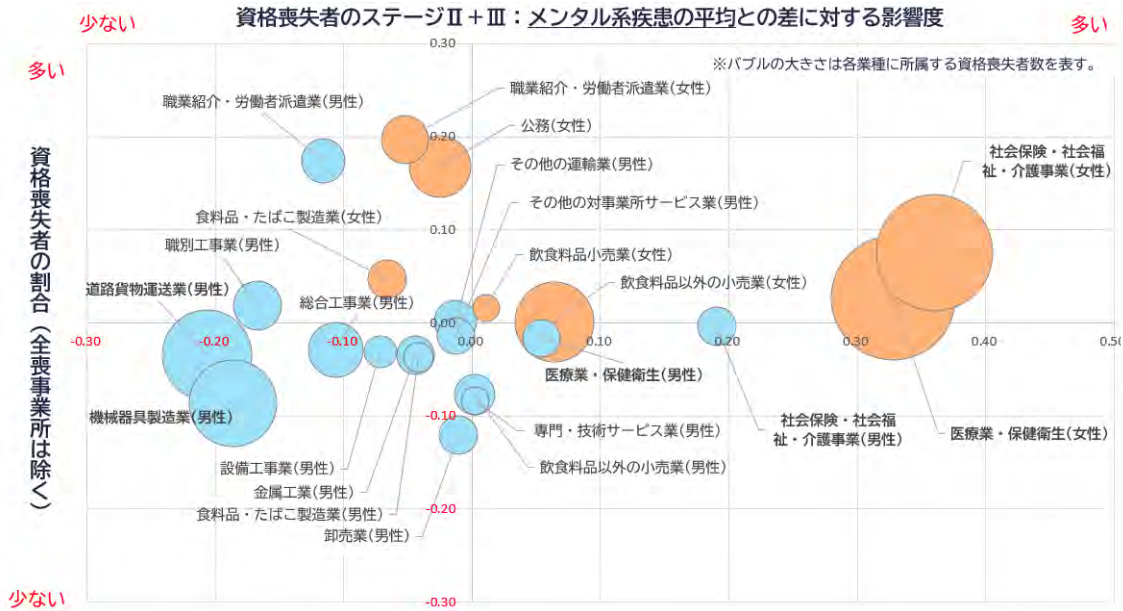 少ない
資格喪失者のステージⅡ＋Ⅲ：メンタル系疾患の平均との差に対する影響度
多い
0.30
多い
※バブルの大きさは各業種に所属する資格喪失者数を表す。
職業紹介・労働者派遣業(女性)
職業紹介・労働者派遣業(男性)
0.20
公務(女性)
資格喪失者の割合（全喪事業所は除く）
その他の運輸業(男性)
社会保険・社会福
祉・介護事業(女性)
その他の対事業所サービス業(男性)
食料品・たばこ製造業(女性)
0.10
職別工事業(男性)
飲食料品小売業(女性)
飲食料品以外の小売業(女性)
道路貨物運送業(男性)
総合工事業(男性)
0.00
-0.30
-0.20
-0.10
0.00
0.10
0.20
0.30
0.40
0.50
医療業・保健衛生(男性)
機械器具製造業(男性)
-0.10
専門・技術サービス業(男性)
社会保険・社会福
祉・介護事業(男性)
医療業・保健衛生(女性)
設備工事業(男性)
飲食料品以外の小売業(男性)
金属工業(男性)
-0.20
食料品・たばこ製造業(男性)
卸売業(男性)
少ない
-0.30